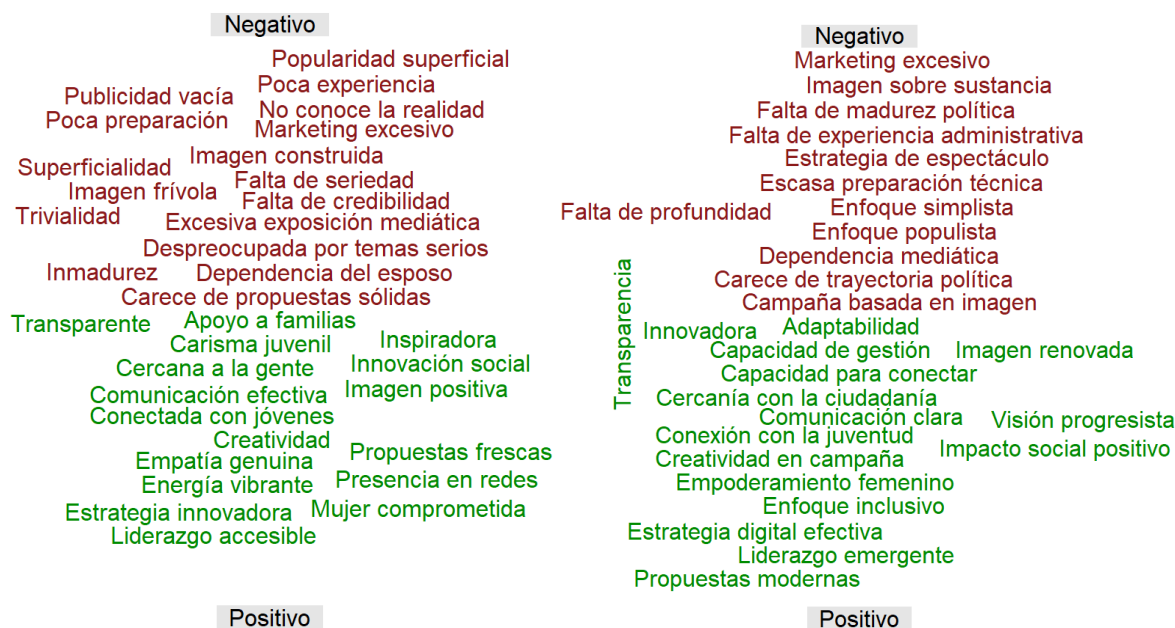 Negativo
Popularidad superficial
Poca experiencia
Publicidad vacía
No conoce la realidad
Poca preparación
Marketing excesivo
Imagen construida
Superficialidad
Falta de seriedad
Imagen frívola
Falta de credibilidad
Trivialidad
Excesiva exposición mediática
Despreocupada por temas serios
Inmadurez
Dependencia del esposo
Carece de propuestas sólidas
Transparente
Apoyo a familias
Carisma juvenil
Inspiradora
Cercana a la gente
Innovación social
Comunicación efectiva
Imagen positiva
Conectada con jóvenes
Creatividad
Empatía genuina
Propuestas frescas
Energía vibrante
Presencia en redes
Estrategia innovadora
Mujer comprometida
Liderazgo accesible
Positivo
Negativo
Marketing excesivo
Imagen sobre sustancia
Falta de madurez política
Falta de experiencia administrativa
Estrategia de espectáculo
Escasa preparación técnica
Falta de profundidad
Enfoque simplista
Enfoque populista
Dependencia mediática
Carece de trayectoria política
Campaña basada en imagen
Transparencia
Innovadora
Adaptabilidad
Capacidad de gestión
Imagen renovada
Capacidad para conectar
Cercanía con la ciudadanía
Comunicación clara
Visión progresista
Conexión con la juventud
Impacto social positivo
Creatividad en campaña
Empoderamiento femenino
Enfoque inclusivo
Estrategia digital efectiva
Liderazgo emergente
Propuestas modernas
Positivo